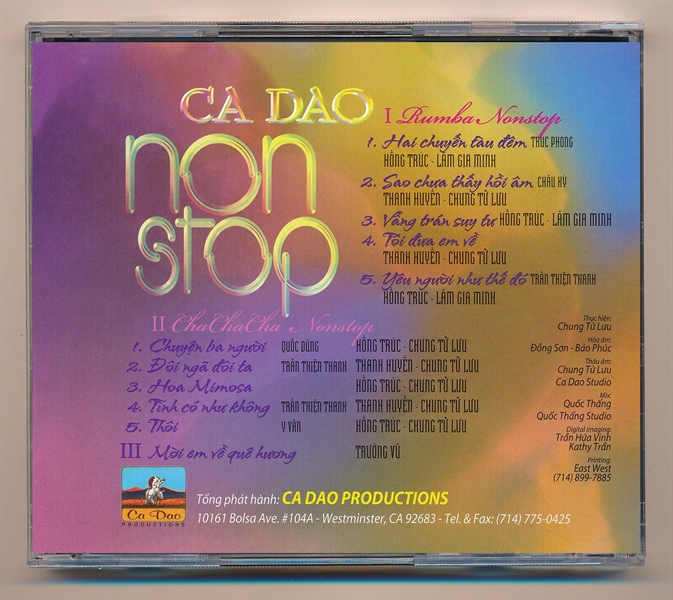 CA DAO
non
stop
I Rumba Nonstop
1. Hai chuyến tàu đêm TRÚC PHONG
HỒNG TRÚC - LÂM GIA MINH
2. Sao chưa thấy hồi âm CHÂU KỲ
THANH HUYỀN - CHUNG TỬ LƯU
3. Vầng trán suy tư HỒNG TRÚC - LÂM GIA MINH
4. Tôi đưa em về
THANH HUYỀN - CHUNG TỬ LƯU
5. Yêu người như thế đó TRẦN THIỆN THANH
HỒNG TRÚC - LÂM GIA MINH
II ChaChaCha Nonstop
1. Chuyện ba người QUỐC DŨNG HỒNG TRÚC - CHUNG TỬ LƯU
2. Đôi ngã đôi ta TRẦN THIỆN THANH THANH HUYỀN - CHUNG TỬ LƯU
3. Hoa Mimosa HỒNG TRÚC - CHUNG TỬ LƯU
4. Tình có như không TRẦN THIỆN THANH THANH HUYỀN - CHUNG TỬ LƯU
5. Thôi Y VÂN HỒNG TRÚC - CHUNG TỬ LƯU
III Mời em về quê hương TRƯỜNG VŨ
Thực hiện:
Chung Tử Lưu
Hòa âm:
Đồng Sơn - Bảo Phúc
Thâu âm:
Chung Tử Lưu
Ca Dao Studio
Mix:
Quốc Thắng
Quốc Thắng Studio
Digital imaging:
Trần Hứa Vinh
Kathy Trần
Printing:
East West
(714) 899-7885
Ca Dao
PRODUCTIONS
Tổng phát hành: CA DAO PRODUCTIONS
10161 Bolsa Ave. #104A - Westminster, CA 92683 - Tel. & Fax: (714) 775-0425